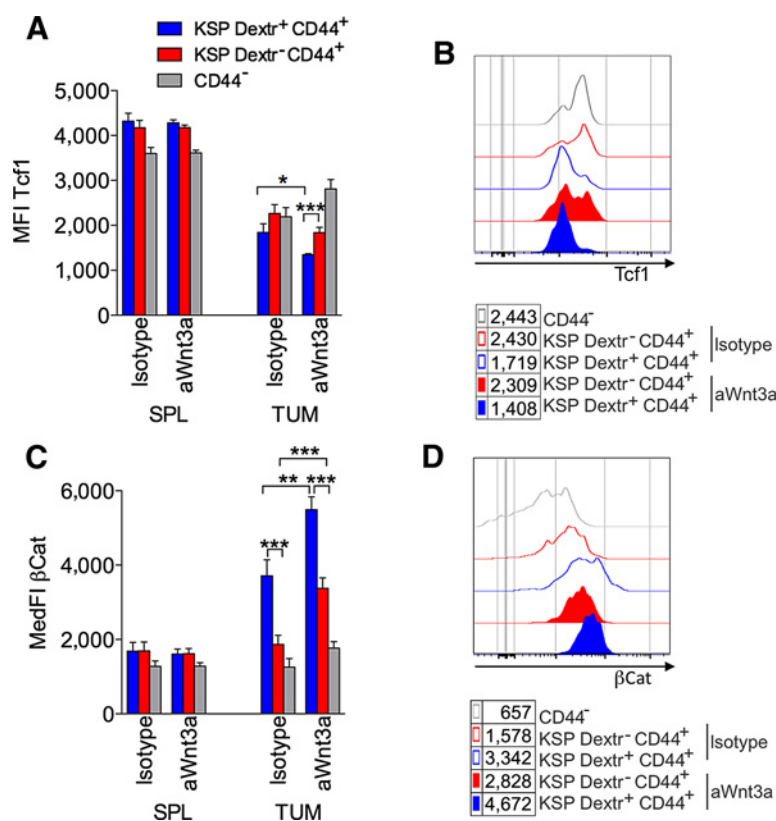 A
KSP Dextr⁺ CD44⁺
KSP Dextr⁻ CD44⁺
CD44⁻
MFI Tcf1
5,000
4,000
3,000
2,000
1,000
0
*
***
Isotype
aWnt3a
Isotype
aWnt3a
SPL
TUM
B
Tcf1
2,443 CD44⁻
2,430 KSP Dextr⁻ CD44⁺
1,719 KSP Dextr⁺ CD44⁺
Isotype
2,309 KSP Dextr⁻ CD44⁺
1,408 KSP Dextr⁺ CD44⁺
aWnt3a
C
MedFI βCat
6,000
4,000
2,000
0
***
** ***
***
Isotype
aWnt3a
Isotype
aWnt3a
SPL
TUM
D
βCat
657 CD44⁻
1,578 KSP Dextr⁻ CD44⁺
3,342 KSP Dextr⁺ CD44⁺
Isotype
2,828 KSP Dextr⁻ CD44⁺
4,672 KSP Dextr⁺ CD44⁺
aWnt3a